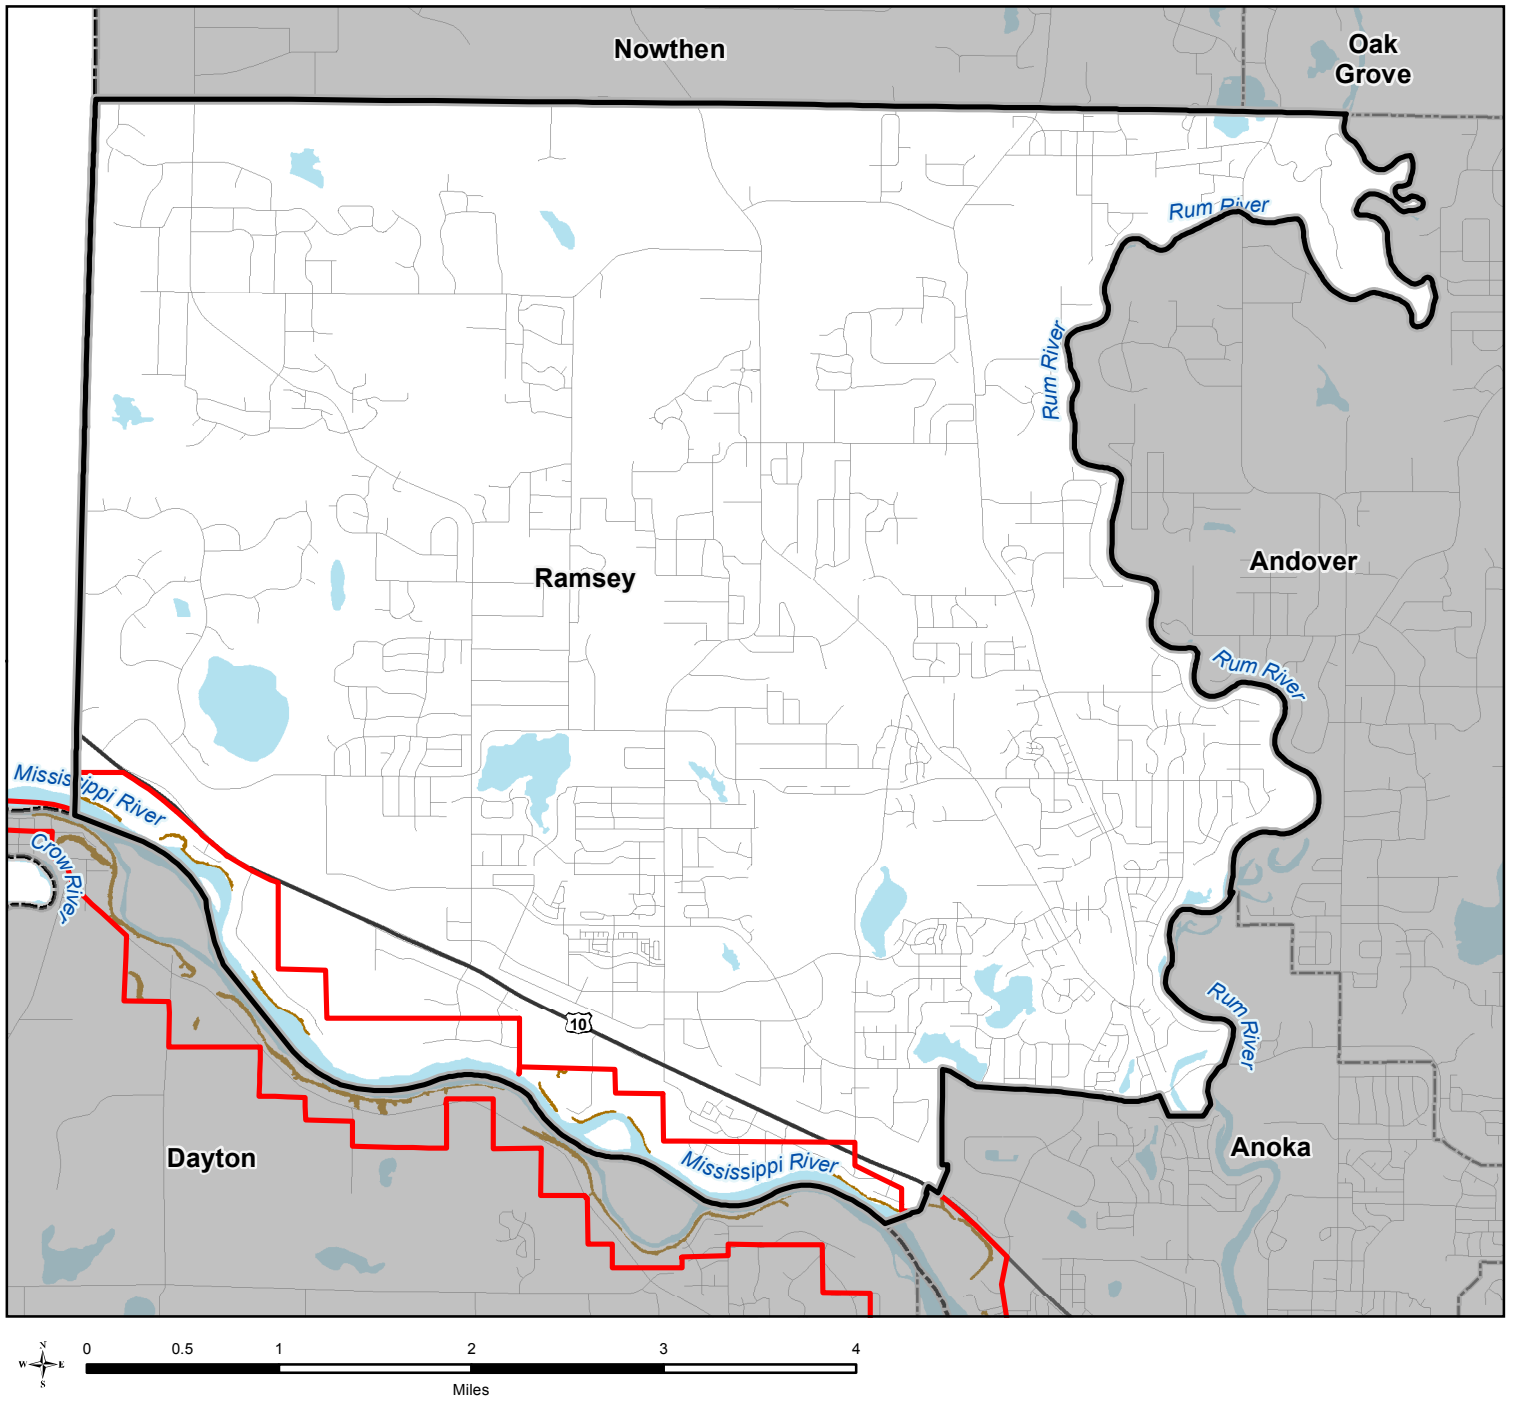 Nowthen
Oak
Grove
Rum River
Rum River
Andover
Ramsey
Rum River
Mississippi River
Crow River
Rum River
10
Dayton
Mississippi River
Anoka
N
W E
S
0 0.5 1 2 3 4
Miles